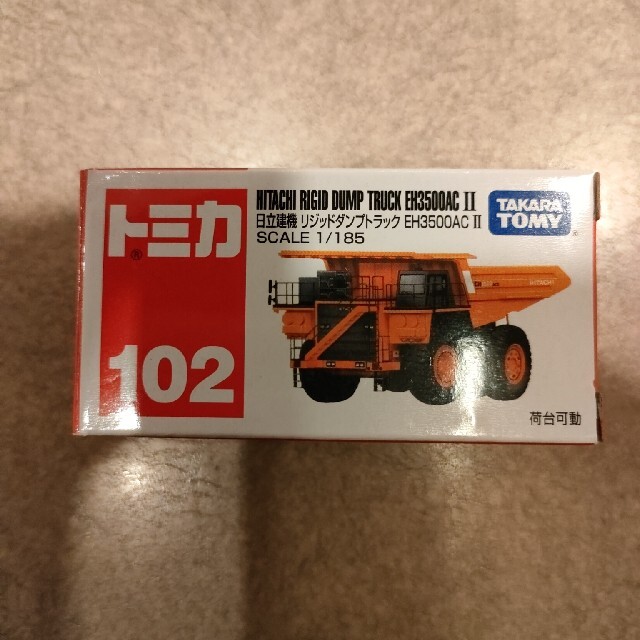 トミカ
®
102
HITACHI RIGID DUMP TRUCK EH3500AC II
日立建機 リジッドダンプトラック EH3500AC II
SCALE 1/185
TAKARA
TOMY
®
HITACHI
荷台可動